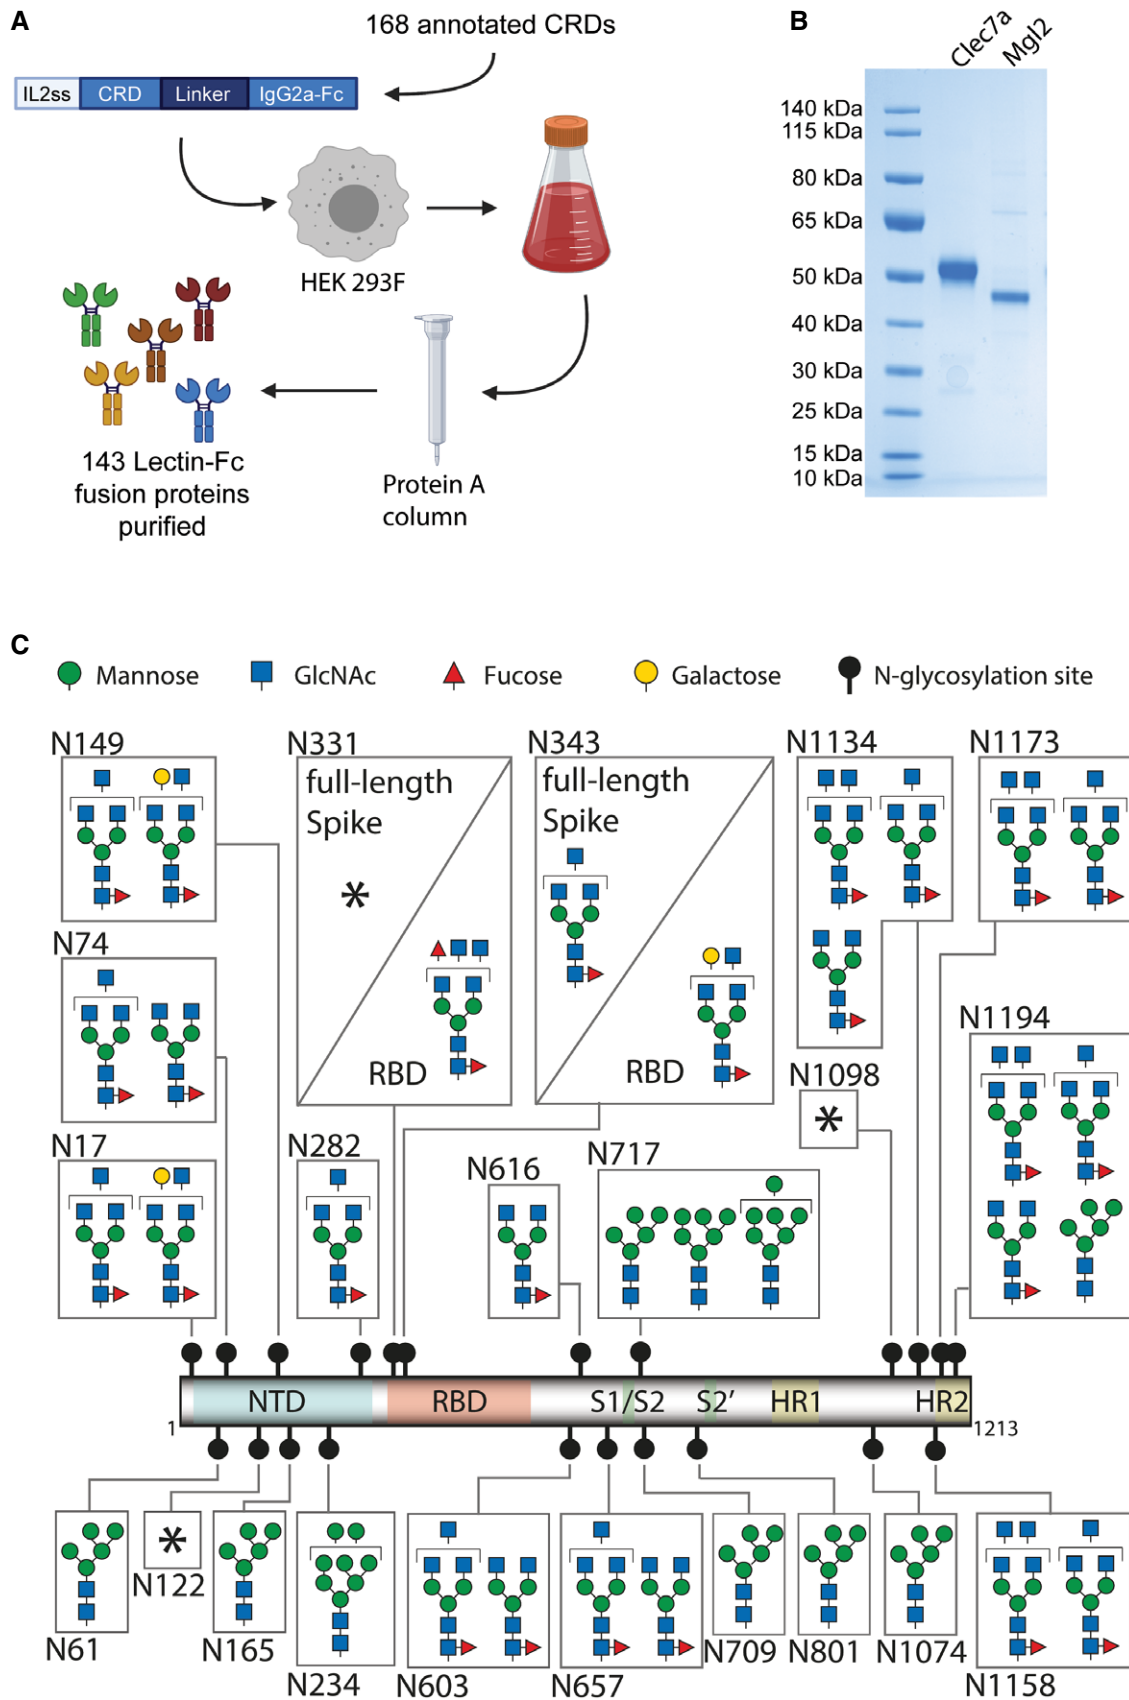 A
168 annotated CRDs
IL2ss CRD Linker IgG2a-Fc
HEK 293F
Protein A
column
143 Lectin-Fc
fusion proteins
purified
B
Clec7a
Mgl2
140 kDa
115 kDa
80 kDa
65 kDa
50 kDa
40 kDa
30 kDa
25 kDa
15 kDa
10 kDa
C
Mannose GlcNAc Fucose Galactose N-glycosylation site
N149
N331
full-length
Spike
*
RBD
N343
full-length
Spike
RBD
N1134
N1173
N74
N1098
*
N1194
N17
N282
N616
N717
NTD RBD S1/S2 S2’ HR1 HR2
1 1213
N61
*
N122
N165
N234
N603
N657
N709
N801
N1074
N1158